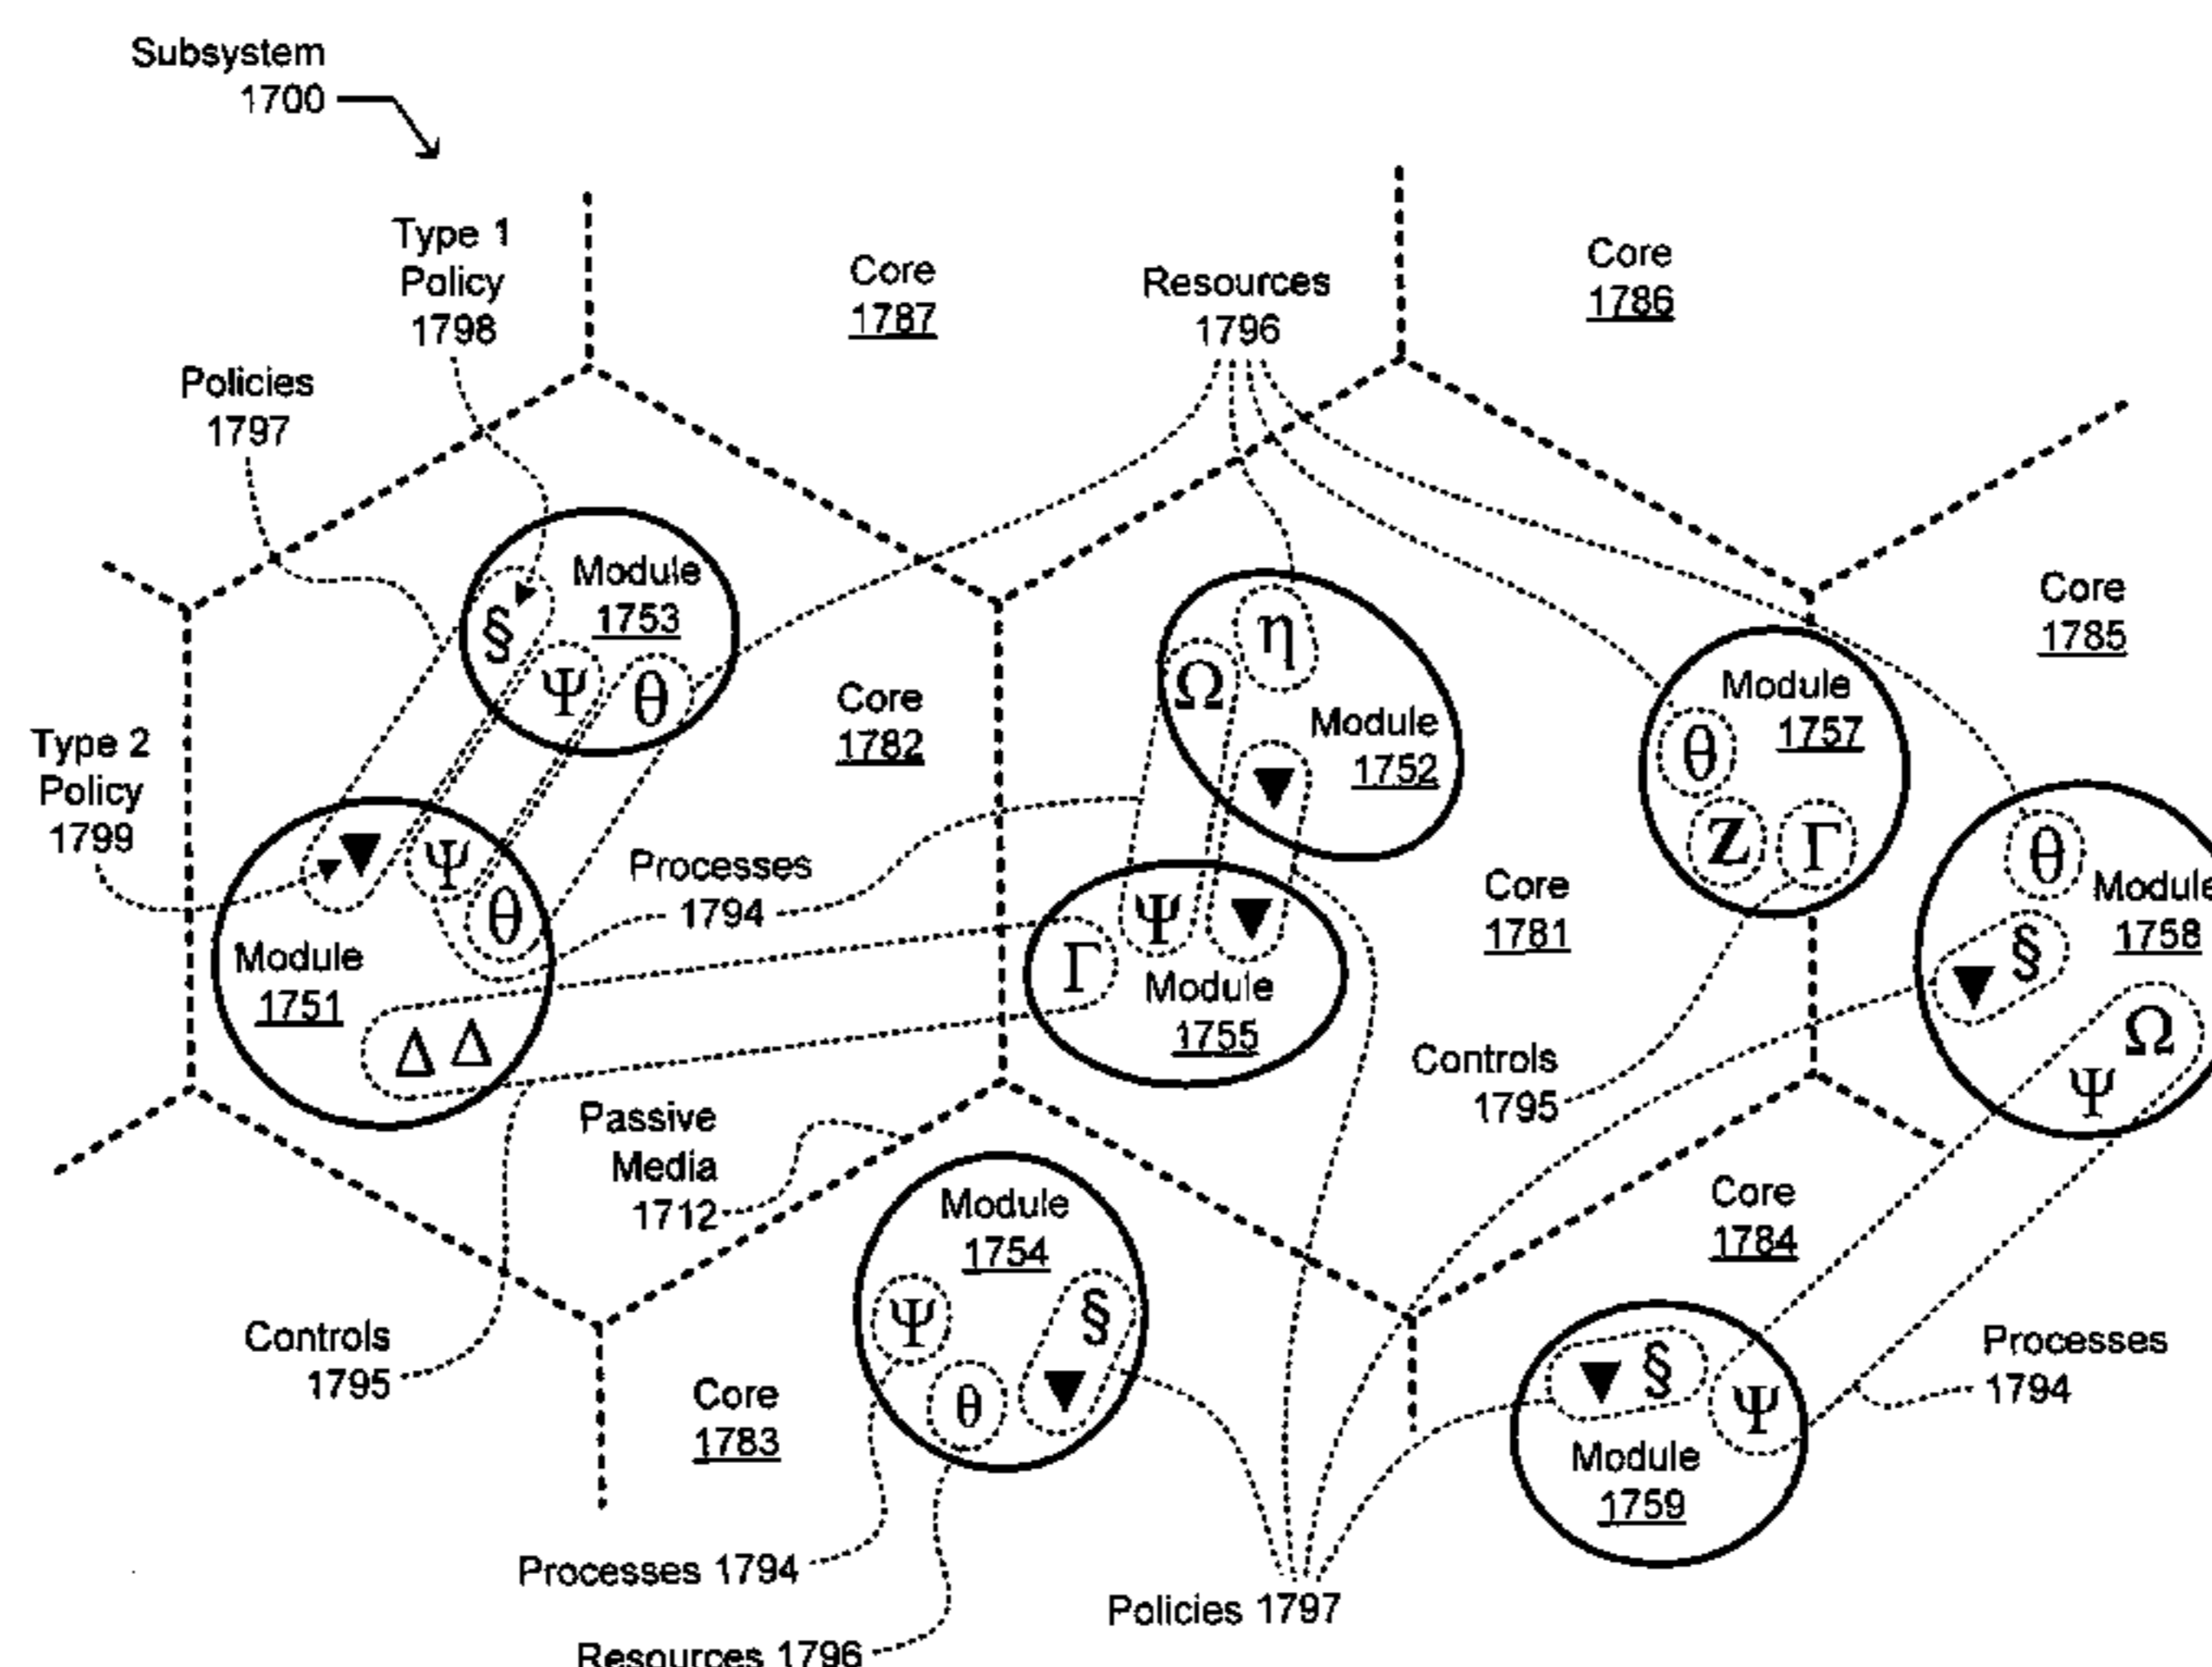 Subsystem
1700
Type 1
Policy
1798
Core
1787
Resources
1796
Core
1786
Policies
1797
Module
1753
§
Ψ
θ
Core
1782
η
Ω
Module
1752
▼
Module
1757
θ
Z
Γ
Core
1785
Type 2
Policy
1799
▼
Ψ
θ
Module
1751
Δ Δ
Processes
1794
Ψ
▼
Γ
Module
1755
Core
1781
Controls
1795
θ
Module
1758
▼ §
Ω
Ψ
Passive
Media
1712
Module
1754
Ψ
§
θ
▼
Core
1784
Controls
1795
Core
1783
▼ §
Ψ
Module
1759
Processes
1794
Processes 1794
Policies 1797
Resources 1796